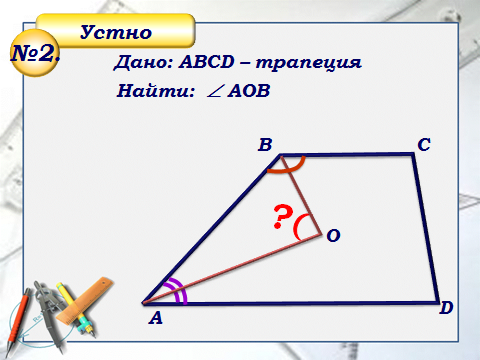 Устно
№2.
Дано: ABCD – трапеция
Найти: ∠ AOB
B
C
?
O
A
D